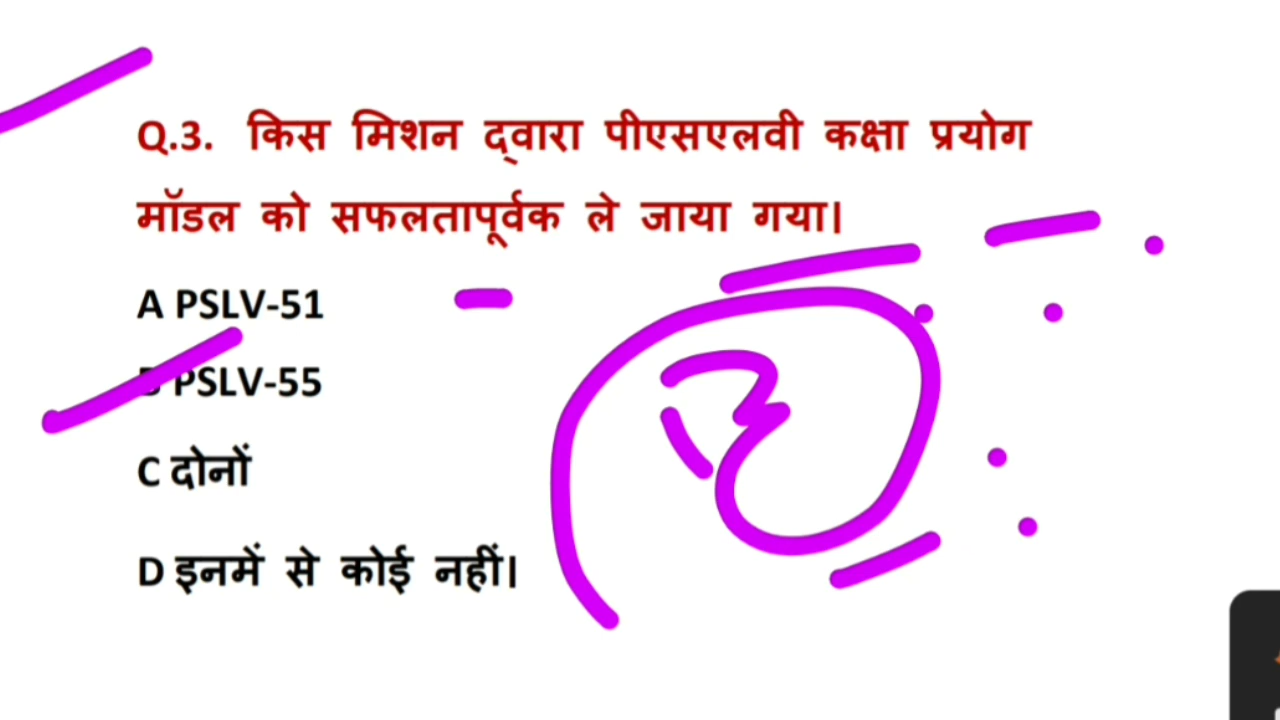 Q.3. किस मिशन द्वारा पीएसएलवी कक्षा प्रयोग
मॉडल को सफलतापूर्वक ले जाया गया।
A PSLV-51
B PSLV-55
C दोनों
D इनमें से कोई नहीं।